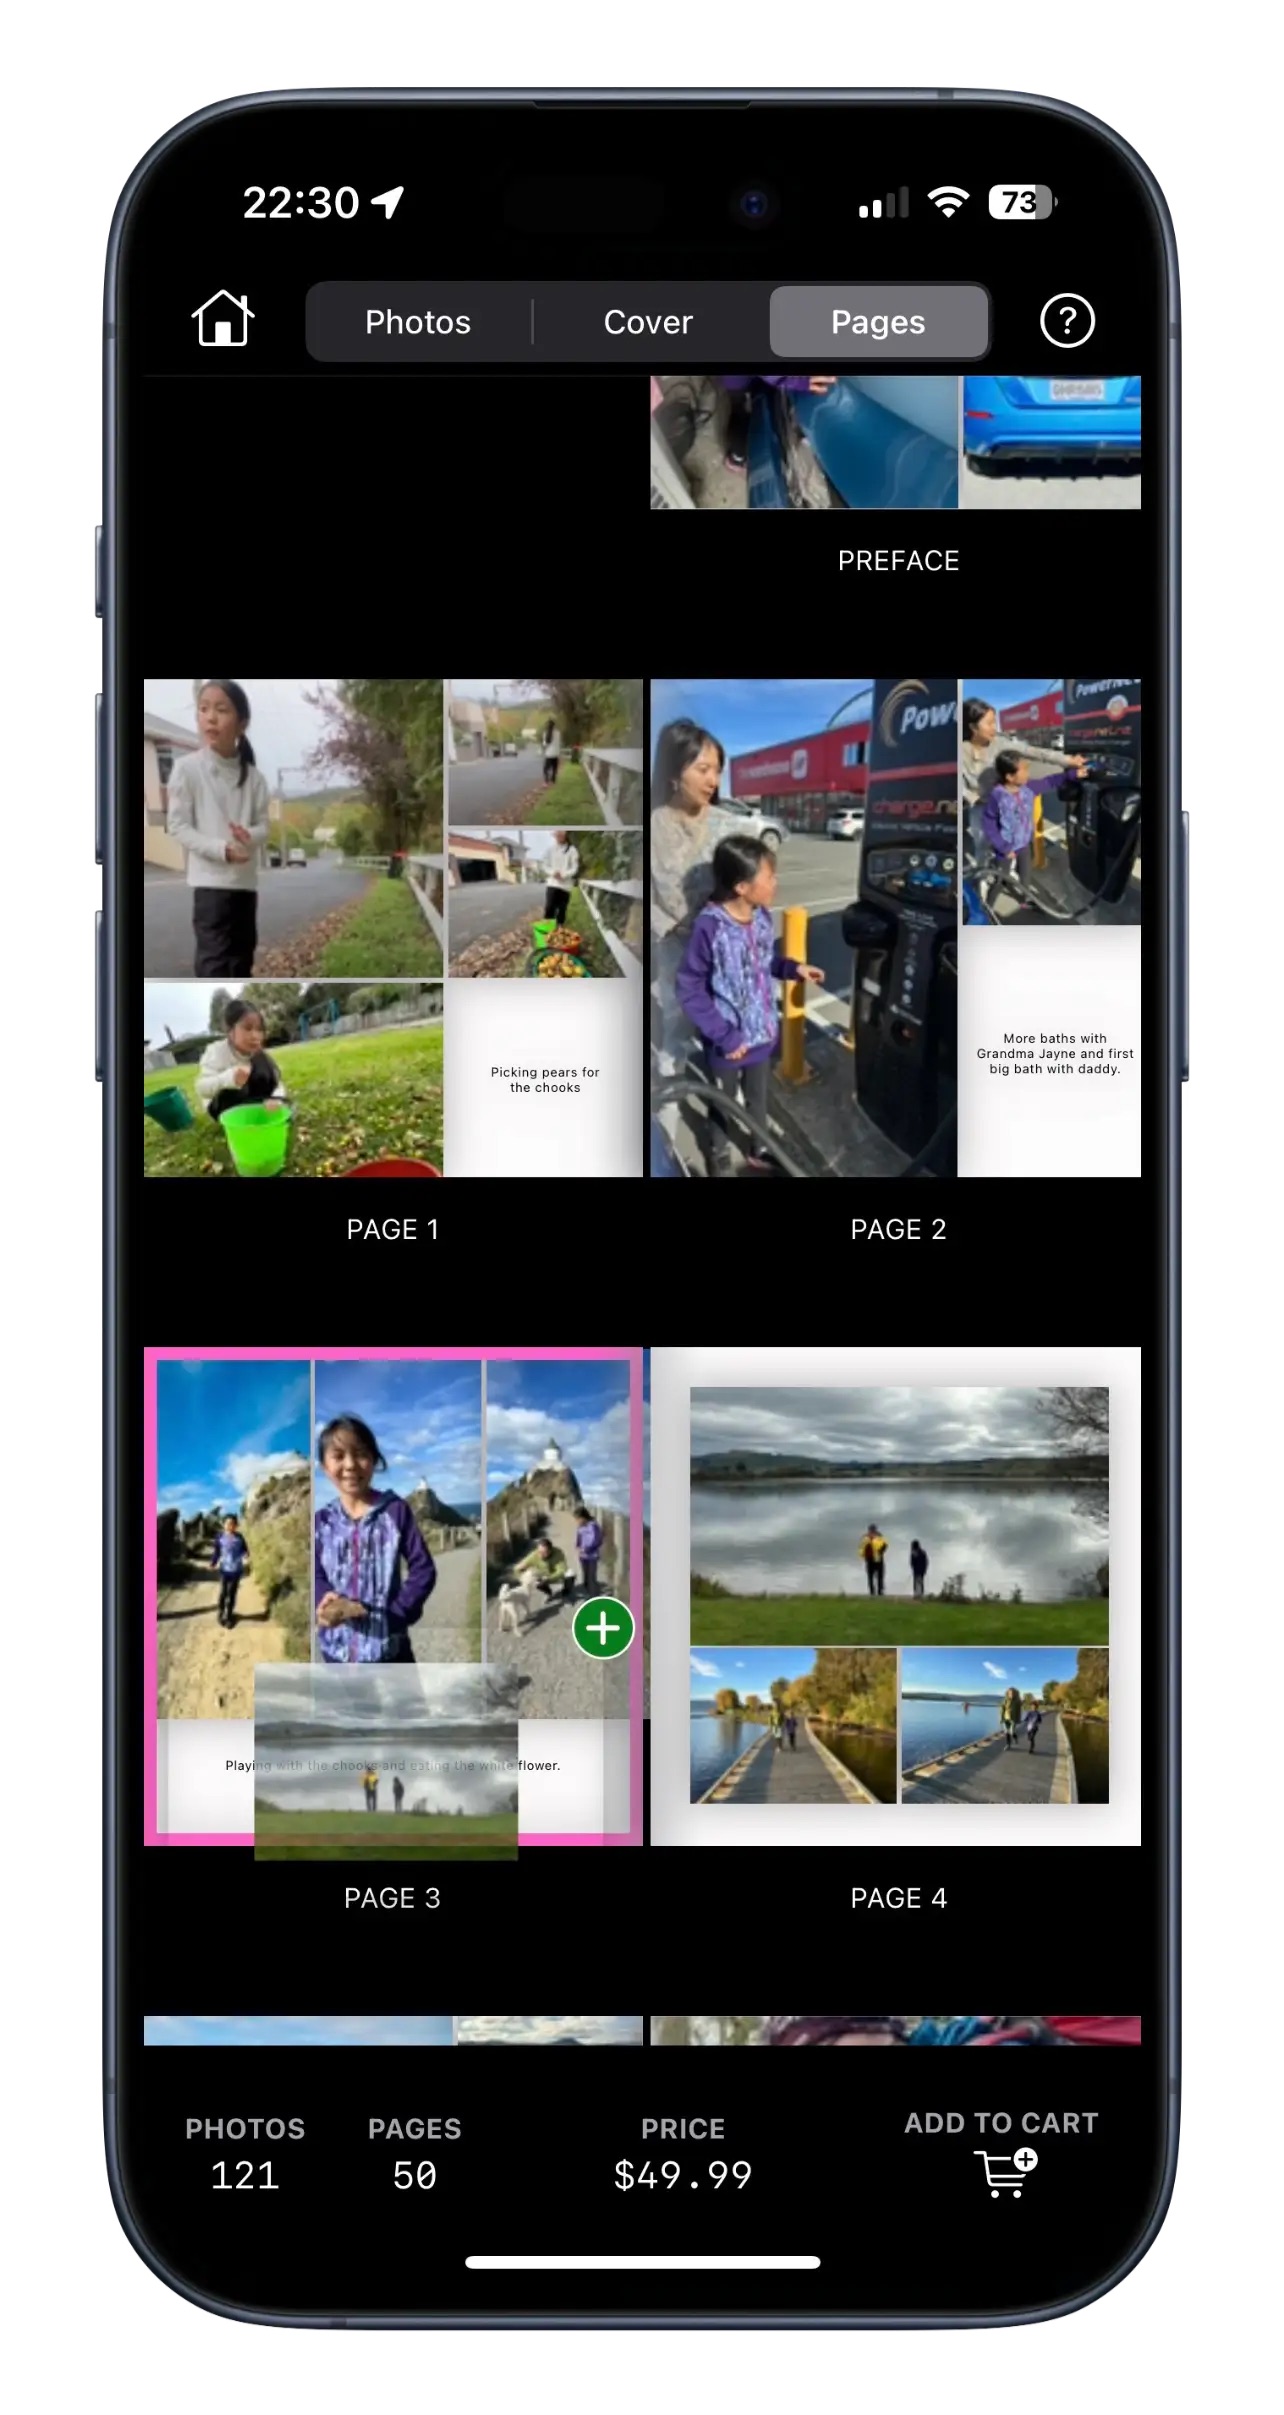 22:30
73
Photos
Cover
Pages
?
PREFACE
Picking pears for
the chooks
More baths with
Grandma Jayne and first
big bath with daddy.
PAGE 1
PAGE 2
Playing with the chooks and eating the white flower.
PAGE 3
PAGE 4
PHOTOS
121
PAGES
50
PRICE
$49.99
ADD TO CART